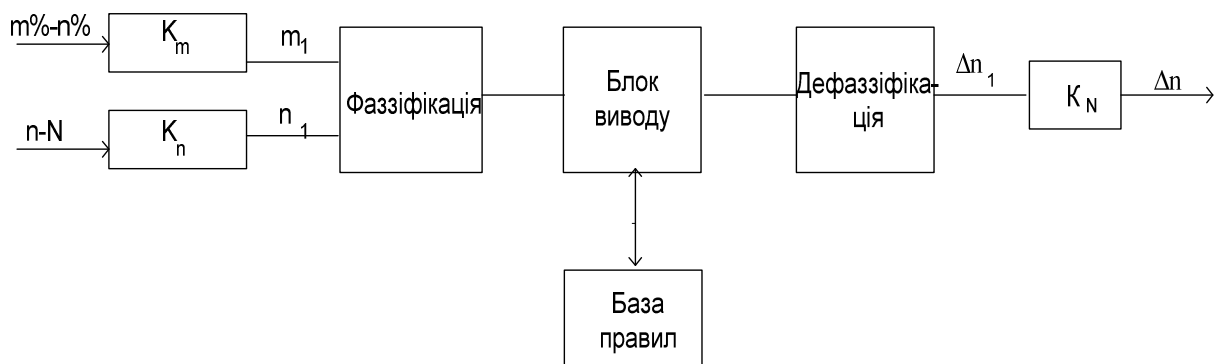 m%-n%
K m
m 1
n-N
K n
n 1
Фаззіфікація
Блок
виводу
Дефаззіфіка-
ція
Δn 1
К N
Δn
База
правил